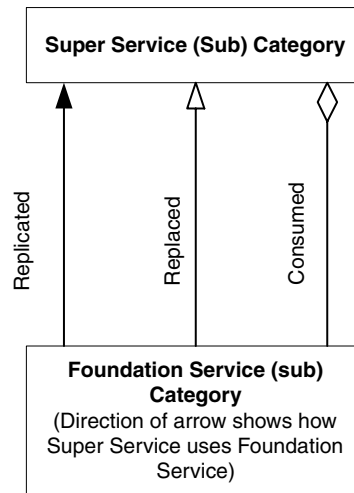 Super Service (Sub) Category
Replicated
Replaced
Consumed
Foundation Service (sub)
Category
(Direction of arrow shows how
Super Service uses Foundation
Service)